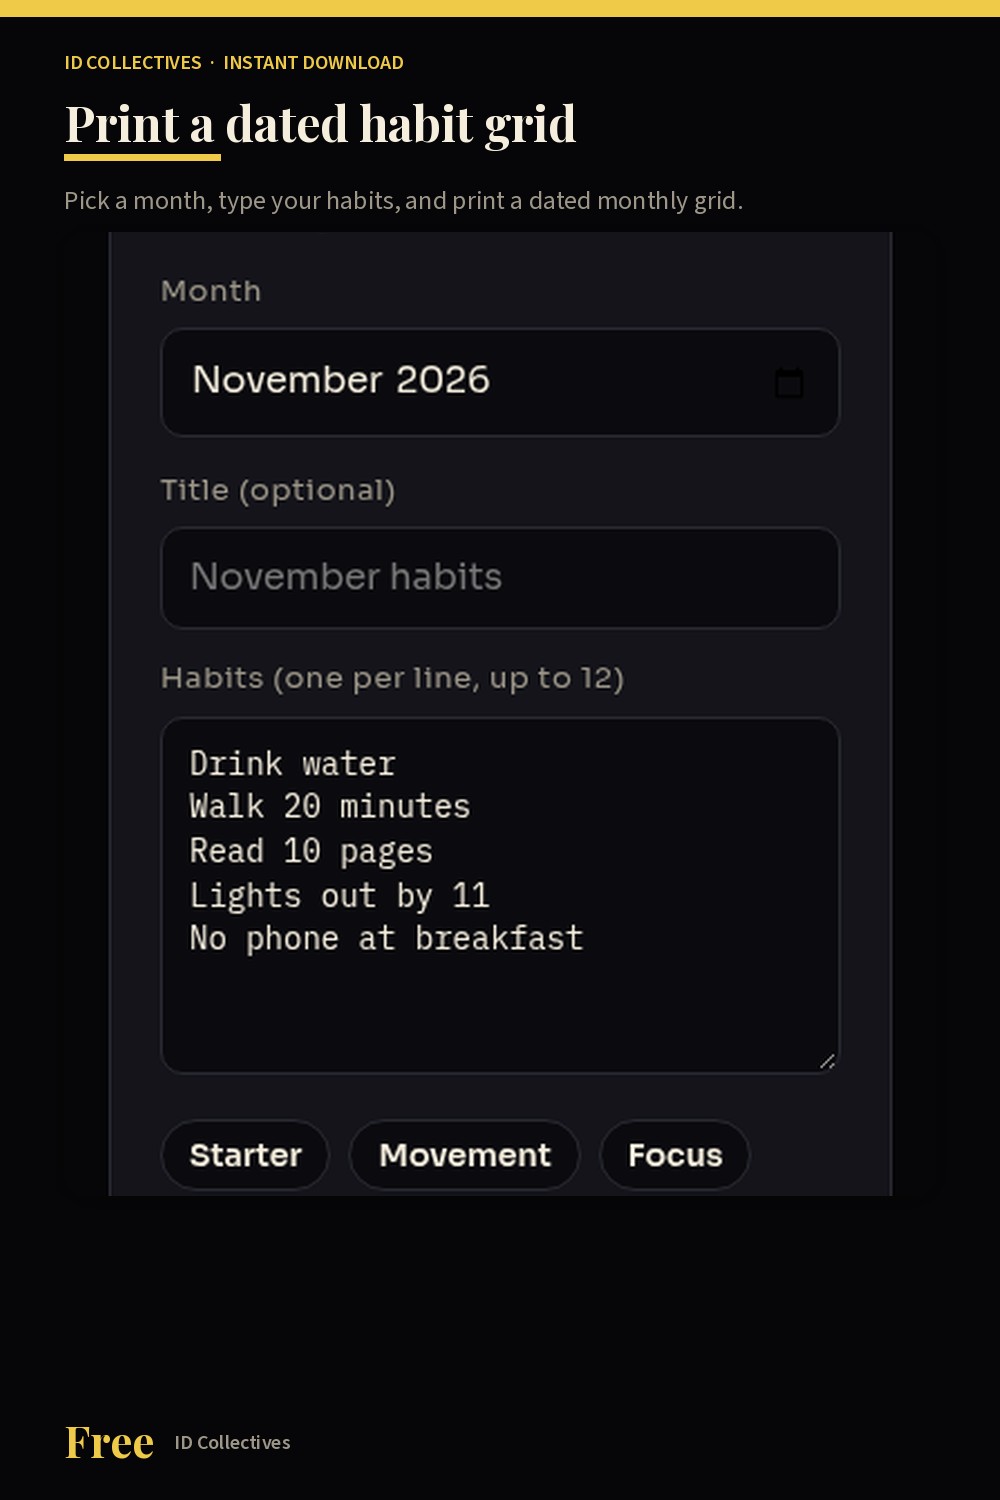 ID COLLECTIVES · INSTANT DOWNLOAD
Print a dated habit grid
Pick a month, type your habits, and print a dated monthly grid.
Month
November 2026
Title (optional)
November habits
Habits (one per line, up to 12)
Drink water
Walk 20 minutes
Read 10 pages
Lights out by 11
No phone at breakfast
Starter Movement Focus
Free ID Collectives